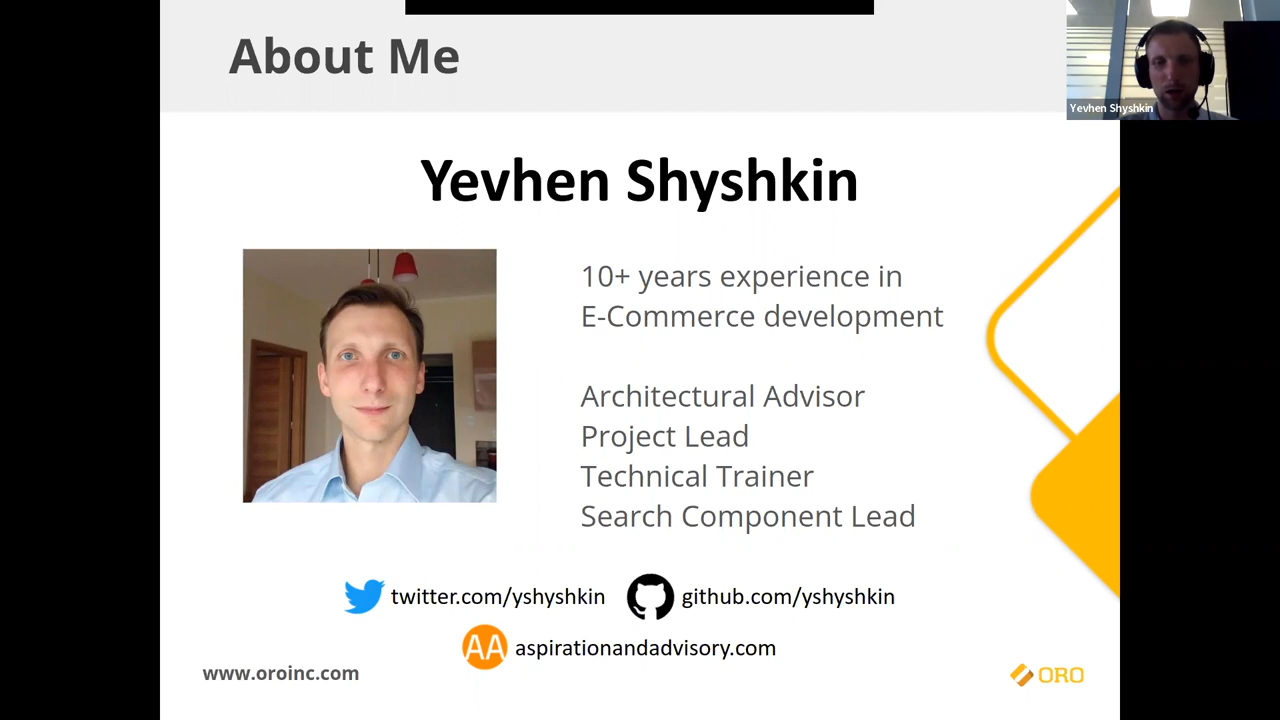 About Me
Yevhen Shyshkin
Yevhen Shyshkin
10+ years experience in
E-Commerce development
Architectural Advisor
Project Lead
Technical Trainer
Search Component Lead
twitter.com/yshyshkin
github.com/yshyshkin
AA aspirationandadvisory.com
www.oroinc.com
ORO